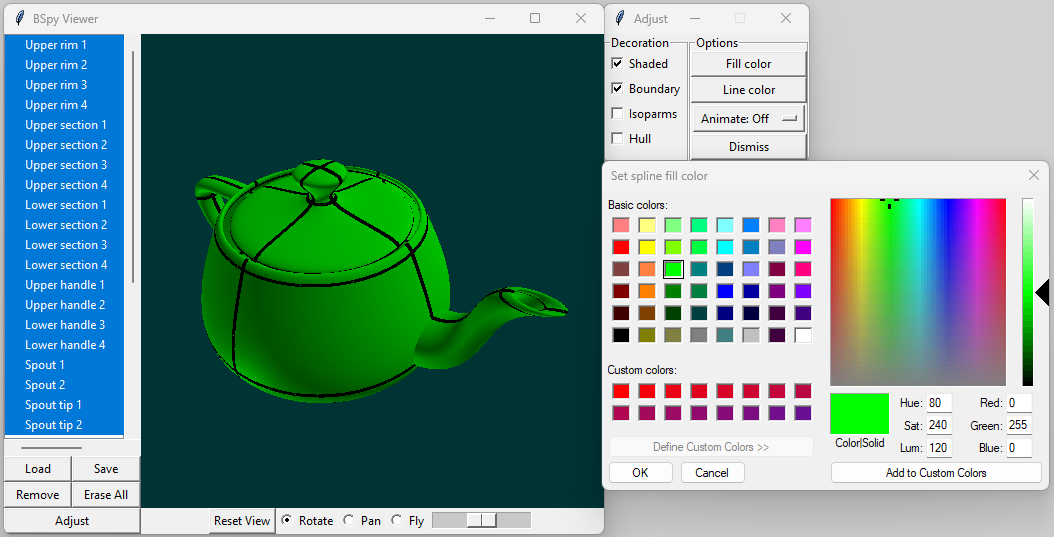 BSpy Viewer
Upper rim 1
Upper rim 2
Upper rim 3
Upper rim 4
Upper section 1
Upper section 2
Upper section 3
Upper section 4
Lower section 1
Lower section 2
Lower section 3
Lower section 4
Upper handle 1
Upper handle 2
Lower handle 3
Lower handle 4
Spout 1
Spout 2
Spout tip 1
Spout tip 2
Load Save
Remove Erase All
Adjust
Reset View Rotate Pan Fly
Adjust
Decoration Options
Shaded Fill color
Boundary Line color
Isoparms Animate: Off
Hull Dismiss
Set spline fill color
Basic colors:
Custom colors:
Define Custom Colors >>
OK Cancel
Color|Solid
Hue: 80 Red: 0
Sat: 240 Green: 255
Lum: 120 Blue: 0
Add to Custom Colors